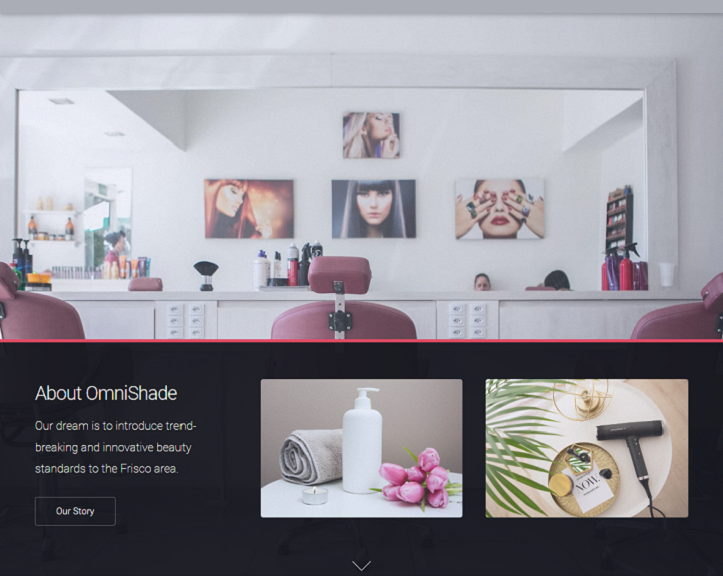 About OmniShade
Our dream is to introduce trend-
breaking and innovative beauty
standards to the Frisco area.
Our Story
NOW.